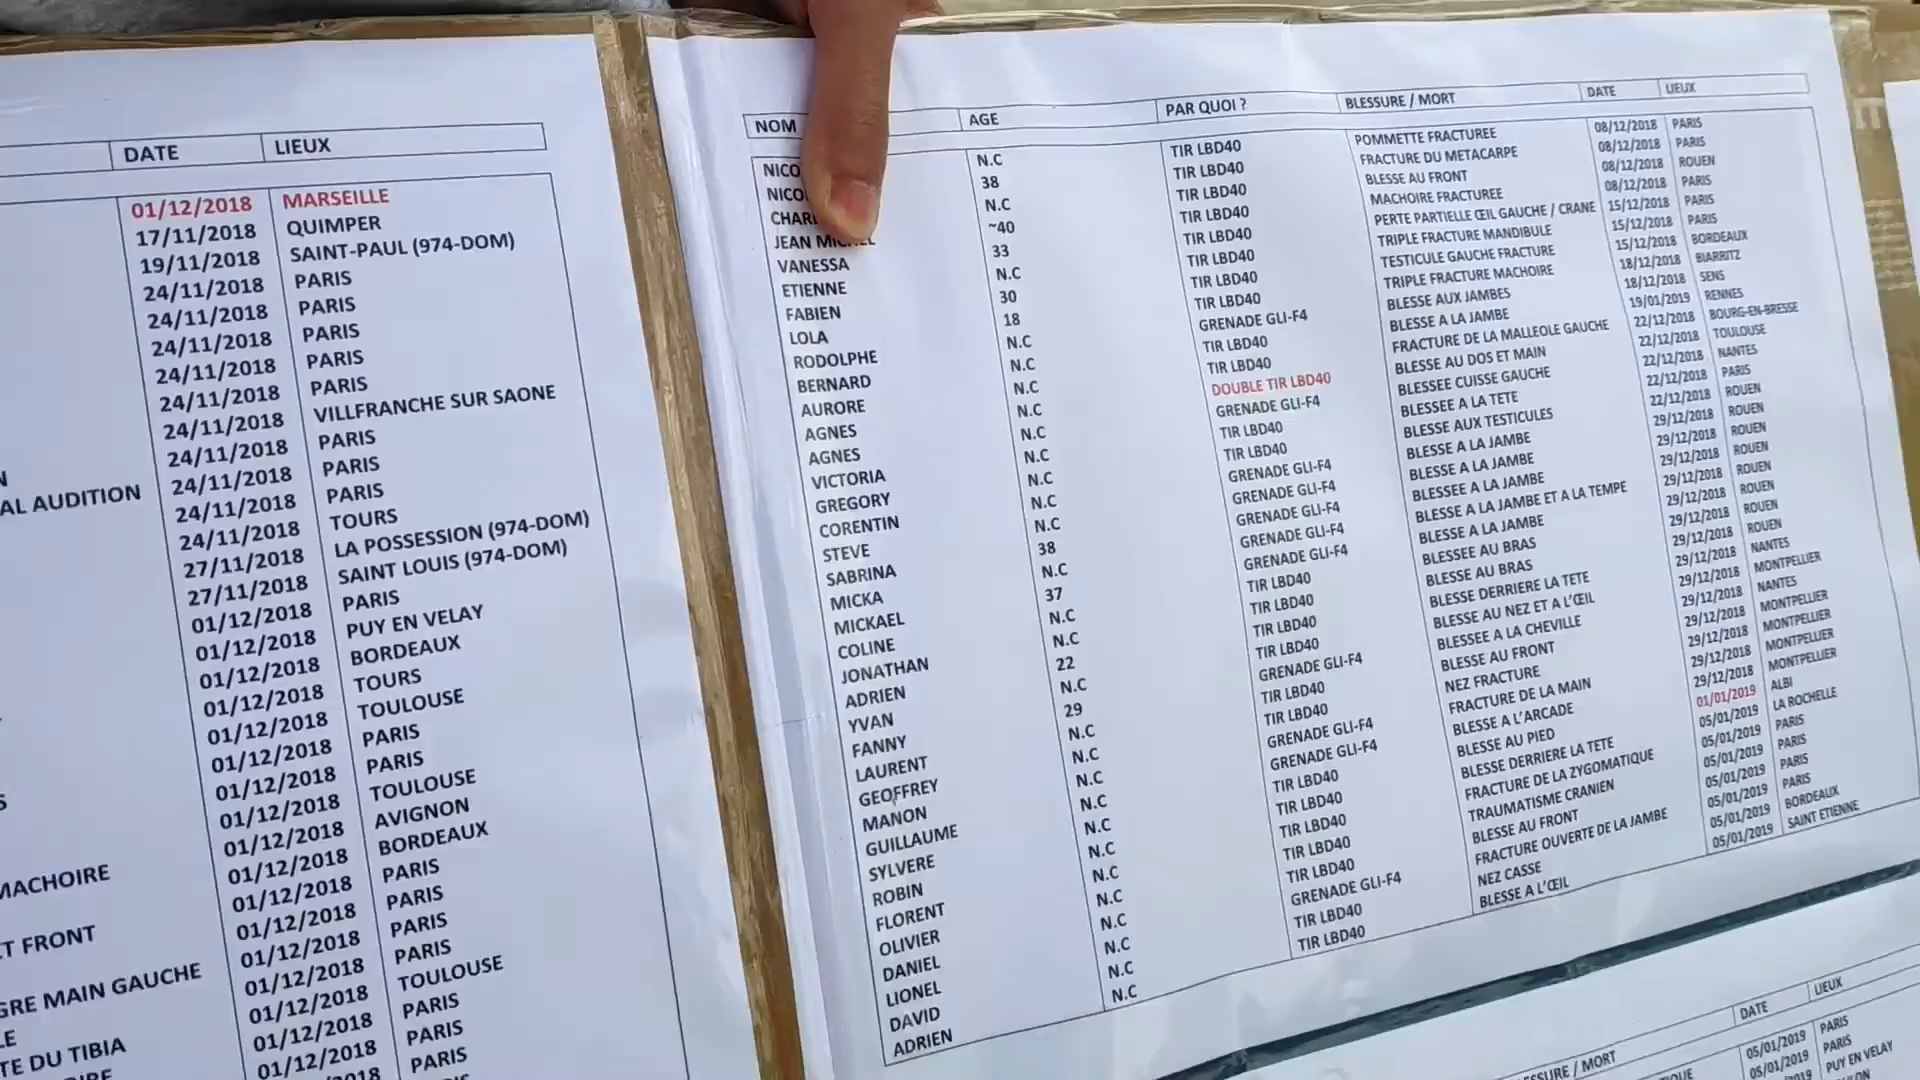 DATE LIEUX
01/12/2018 MARSEILLE
17/11/2018 QUIMPER
19/11/2018 SAINT-PAUL (974-DOM)
24/11/2018 PARIS
24/11/2018 PARIS
24/11/2018 PARIS
24/11/2018 PARIS
24/11/2018 PARIS
24/11/2018 VILLFRANCHE SUR SAONE
24/11/2018 PARIS
AL AUDITION 24/11/2018 PARIS
24/11/2018 PARIS
24/11/2018 TOURS
27/11/2018 LA POSSESSION (974-DOM)
27/11/2018 SAINT LOUIS (974-DOM)
01/12/2018 PARIS
01/12/2018 PUY EN VELAY
01/12/2018 BORDEAUX
01/12/2018 TOURS
01/12/2018 TOULOUSE
01/12/2018 PARIS
01/12/2018 PARIS
01/12/2018 TOULOUSE
MACHOIRE 01/12/2018 AVIGNON
01/12/2018 BORDEAUX
T FRONT 01/12/2018 PARIS
01/12/2018 PARIS
GRE MAIN GAUCHE 01/12/2018 PARIS
01/12/2018 PARIS
TE DU TIBIA 01/12/2018 TOULOUSE
01/12/2018 PARIS
PARIS
PARIS
NOM AGE PAR QUOI ? BLESSURE / MORT DATE LIEUX
NICO N.C TIR LBD40 POMMETTE FRACTUREE 08/12/2018 PARIS
NICO 38 TIR LBD40 FRACTURE DU METACARPE 08/12/2018 PARIS
CHAR N.C TIR LBD40 BLESSE AU FRONT 08/12/2018 ROUEN
JEAN MICHEL ~40 TIR LBD40 MACHOIRE FRACTUREE 08/12/2018 PARIS
VANESSA 33 TIR LBD40 PERTE PARTIELLE ŒIL GAUCHE / CRANE 15/12/2018 PARIS
ETIENNE N.C TIR LBD40 TRIPLE FRACTURE MANDIBULE 15/12/2018 PARIS
FABIEN 30 TIR LBD40 TESTICULE GAUCHE FRACTURE 15/12/2018 BORDEAUX
LOLA 18 TIR LBD40 TRIPLE FRACTURE MACHOIRE 18/12/2018 BIARRITZ
RODOLPHE N.C GRENADE GLI-F4 BLESSE AUX JAMBES 18/12/2018 SENS
BERNARD N.C TIR LBD40 BLESSE A LA JAMBE 19/01/2019 RENNES
AURORE N.C TIR LBD40 FRACTURE DE LA MALLEOLE GAUCHE 22/12/2018 BOURG-EN-BRESSE
AGNES N.C DOUBLE TIR LBD40 BLESSE AU DOS ET MAIN 22/12/2018 TOULOUSE
AGNES N.C GRENADE GLI-F4 BLESSEE CUISSE GAUCHE 22/12/2018 NANTES
VICTORIA N.C TIR LBD40 BLESSEE A LA TETE 22/12/2018 PARIS
GREGORY N.C TIR LBD40 BLESSE AUX TESTICULES 29/12/2018 ROUEN
CORENTIN N.C GRENADE GLI-F4 BLESSE A LA JAMBE 29/12/2018 ROUEN
STEVE N.C GRENADE GLI-F4 BLESSE A LA JAMBE 29/12/2018 ROUEN
SABRINA 38 GRENADE GLI-F4 BLESSEE A LA JAMBE 29/12/2018 ROUEN
MICKA N.C GRENADE GLI-F4 BLESSE A LA JAMBE ET A LA TEMPE 29/12/2018 ROUEN
MICKAEL 37 GRENADE GLI-F4 BLESSE A LA JAMBE 29/12/2018 ROUEN
COLINE N.C TIR LBD40 BLESSEE AU BRAS 29/12/2018 ROUEN
JONATHAN N.C TIR LBD40 BLESSE AU BRAS 29/12/2018 ROUEN
ADRIEN 22 TIR LBD40 BLESSE DERRIERE LA TETE 29/12/2018 NANTES
YVAN N.C TIR LBD40 BLESSE AU NEZ ET A L’ŒIL 29/12/2018 MONTPELLIER
FANNY 29 GRENADE GLI-F4 BLESSEE A LA CHEVILLE 29/12/2018 NANTES
LAURENT N.C TIR LBD40 BLESSE AU FRONT 29/12/2018 MONTPELLIER
GEOFFREY N.C TIR LBD40 NEZ FRACTURE 29/12/2018 MONTPELLIER
MANON N.C GRENADE GLI-F4 FRACTURE DE LA MAIN 29/12/2018 MONTPELLIER
GUILLAUME N.C GRENADE GLI-F4 BLESSE A L’ARCADE 29/12/2018 MONTPELLIER
SYLVERE N.C TIR LBD40 BLESSE AU PIED 01/01/2019 ALBI
ROBIN N.C TIR LBD40 BLESSE DERRIERE LA TETE 05/01/2019 LA ROCHELLE
FLORENT N.C TIR LBD40 FRACTURE DE LA ZYGOMATIQUE 05/01/2019 PARIS
OLIVIER N.C TIR LBD40 TRAUMATISME CRANIEN 05/01/2019 PARIS
DANIEL N.C TIR LBD40 BLESSE AU FRONT 05/01/2019 PARIS
LIONEL N.C GRENADE GLI-F4 FRACTURE OUVERTE DE LA JAMBE 05/01/2019 PARIS
DAVID N.C TIR LBD40 NEZ CASSE 05/01/2019 BORDEAUX
ADRIEN N.C TIR LBD40 BLESSE A L’ŒIL 05/01/2019 SAINT ETIENNE
SSURE / MORT DATE LIEUX
05/01/2019 PARIS
PARIS
PUY EN VELAY